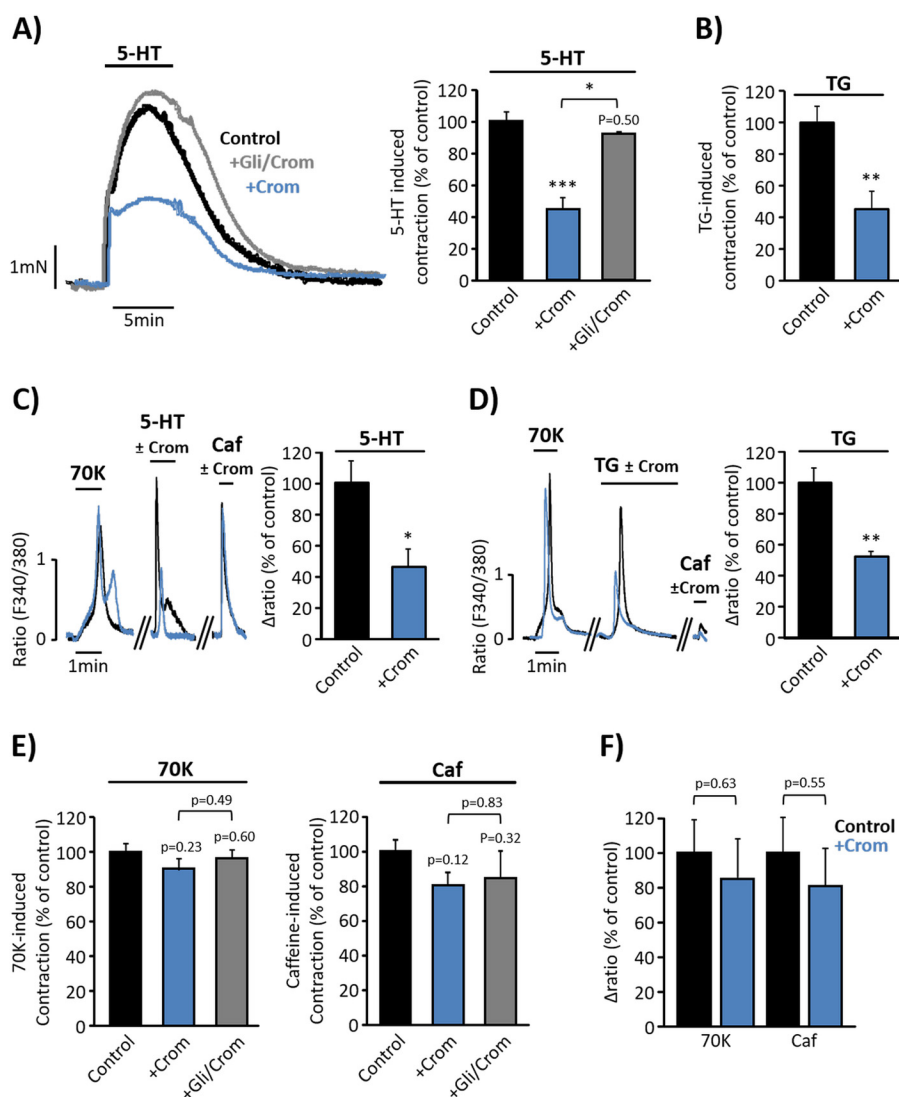 A)
5-HT
Control
+Gli/Crom
+Crom
1mN
5min
5-HT
5-HT induced
contraction (% of control)
120
100
80
60
40
20
0
***
*
P=0.50
Control
+Crom
+Gli/Crom
B)
TG
TG-induced
contraction (% of control)
120
100
80
60
40
20
0
**
Control
+Crom
C)
70K
5-HT
± Crom
Caf
± Crom
Ratio (F340/380)
1
0
1min
5-HT
Δratio (% of control)
120
100
80
60
40
20
0
*
Control
+Crom
D)
70K
TG ± Crom
Caf
±Crom
Ratio (F340/380)
1
0
1min
TG
Δratio (% of control)
120
100
80
60
40
20
0
**
Control
+Crom
E)
70K
70K-induced
Contraction (% of control)
120
100
80
60
40
20
0
p=0.49
p=0.23
p=0.60
Control
+Crom
+Gli/Crom
Caf
Caffeine-induced
Contraction (% of control)
120
100
80
60
40
20
0
p=0.83
p=0.12
P=0.32
Control
+Crom
+Gli/Crom
F)
p=0.63
p=0.55
Control
+Crom
Δratio (% of control)
120
100
80
60
40
20
0
70K
Caf